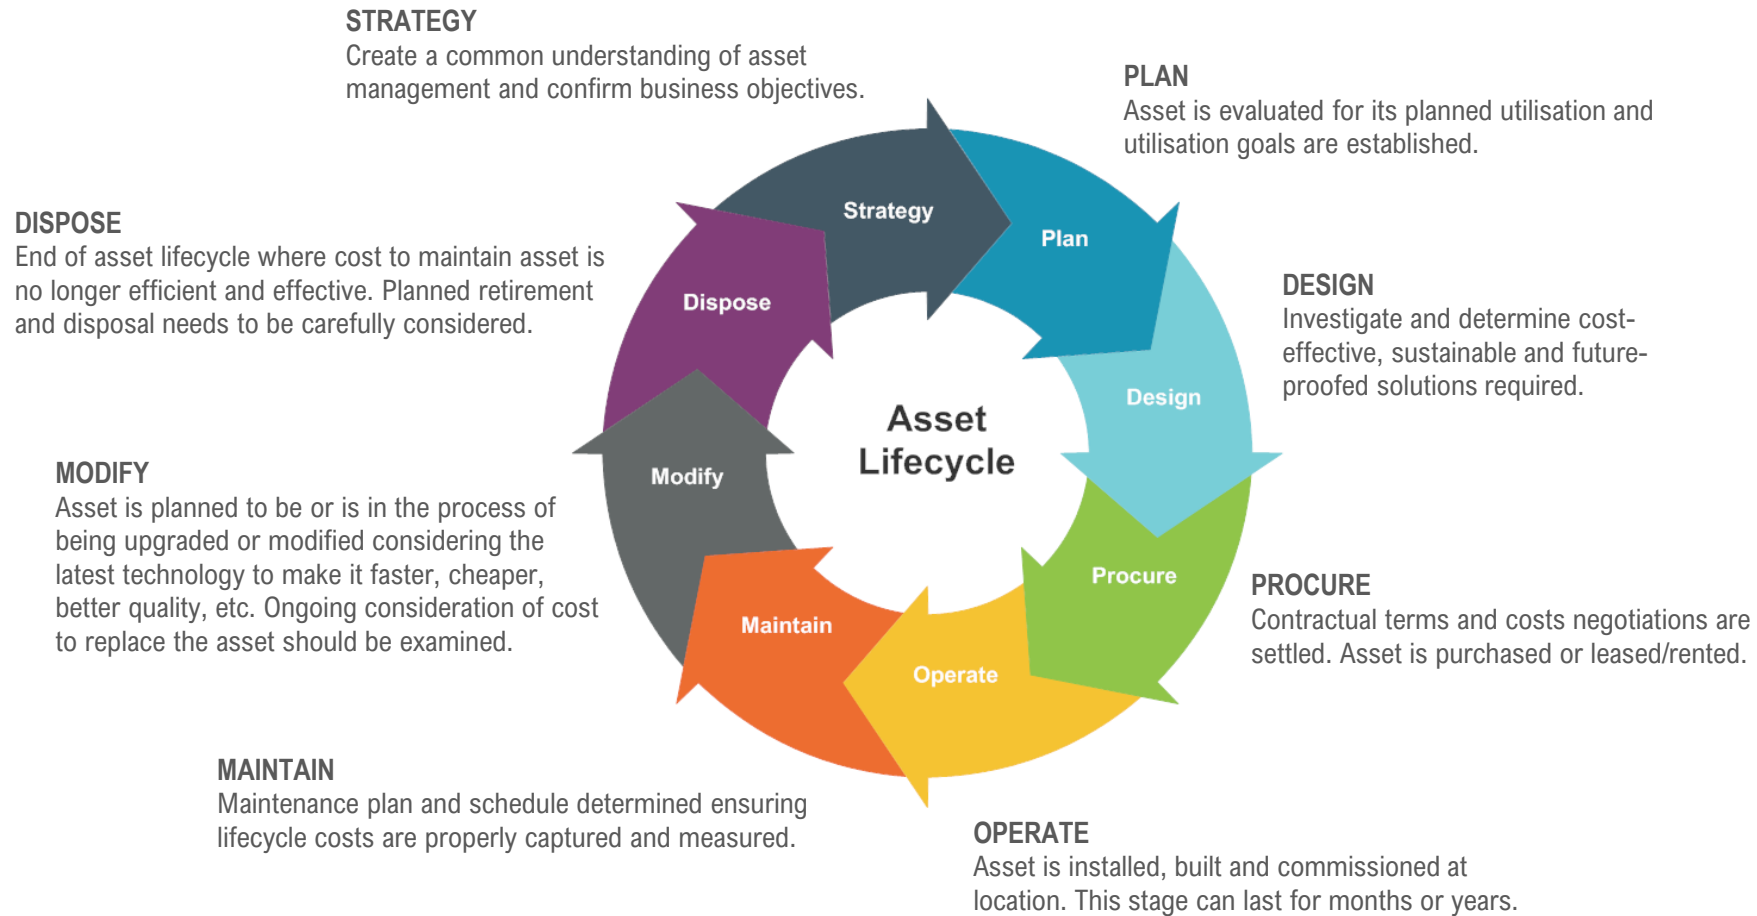 STRATEGY
Create a common understanding of asset
management and confirm business objectives.
PLAN
Asset is evaluated for its planned utilisation and
utilisation goals are established.
DESIGN
Investigate and determine cost-
effective, sustainable and future-
proofed solutions required.
PROCURE
Contractual terms and costs negotiations are
settled. Asset is purchased or leased/rented.
OPERATE
Asset is installed, built and commissioned at
location. This stage can last for months or years.
MAINTAIN
Maintenance plan and schedule determined ensuring
lifecycle costs are properly captured and measured.
MODIFY
Asset is planned to be or is in the process of
being upgraded or modified considering the
latest technology to make it faster, cheaper,
better quality, etc. Ongoing consideration of cost
to replace the asset should be examined.
DISPOSE
End of asset lifecycle where cost to maintain asset is
no longer efficient and effective. Planned retirement
and disposal needs to be carefully considered.
Strategy
Plan
Design
Procure
Operate
Maintain
Modify
Dispose
Asset
Lifecycle